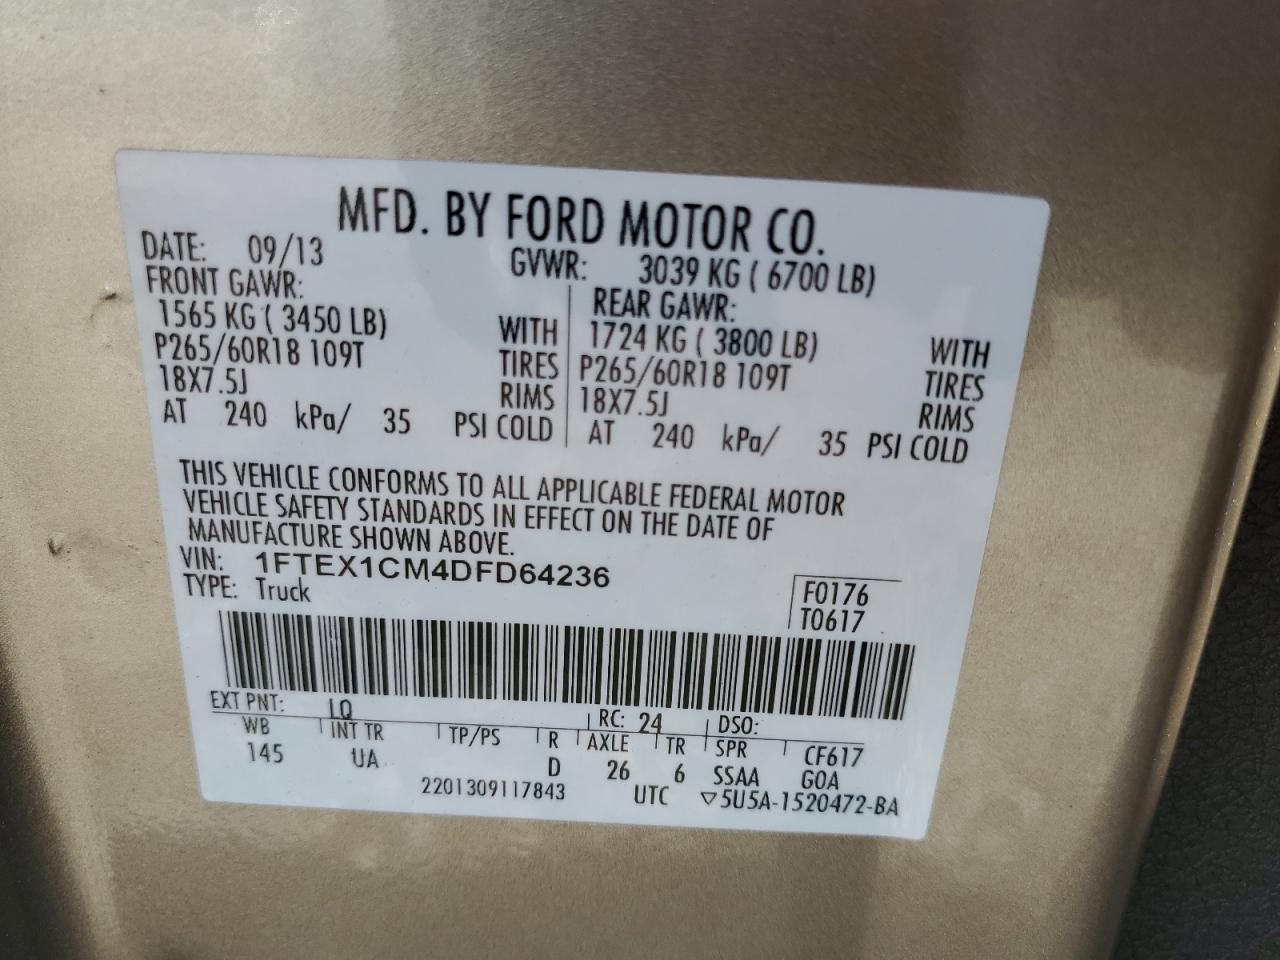 MFD. BY FORD MOTOR CO.
DATE: 09/13 GVWR: 3039 KG ( 6700 LB)
FRONT GAWR: REAR GAWR:
1565 KG ( 3450 LB) WITH 1724 KG ( 3800 LB) WITH
P265/60R18 109T TIRES P265/60R18 109T TIRES
18X7.5J RIMS 18X7.5J RIMS
AT 240 kPa/ 35 PSI COLD AT 240 kPa/ 35 PSI COLD
THIS VEHICLE CONFORMS TO ALL APPLICABLE FEDERAL MOTOR
VEHICLE SAFETY STANDARDS IN EFFECT ON THE DATE OF
MANUFACTURE SHOWN ABOVE.
VIN: 1FTEX1CM4DFD64236
TYPE: Truck
F0176
T0617
EXT PNT: LQ RC: 24 DSO:
WB INT TR TP/PS R AXLE TR SPR CF617
145 UA D 26 6 SSAA GOA
2201309117843 UTC ▽5U5A-1520472-BA